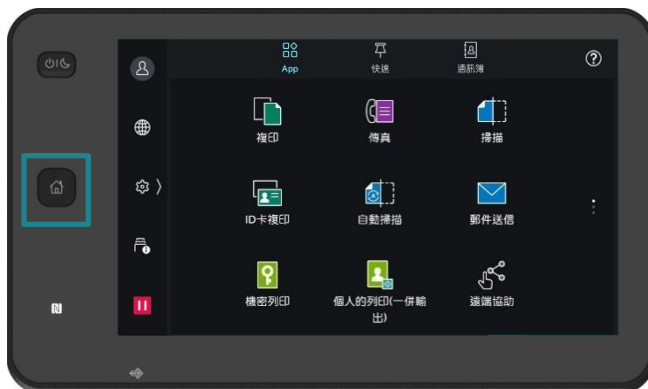 App
快速
通訊簿
複印
傳真
掃描
ID卡複印
自動掃描
郵件送信
機密列印
個人的列印(一併輸
出)
遠端協助